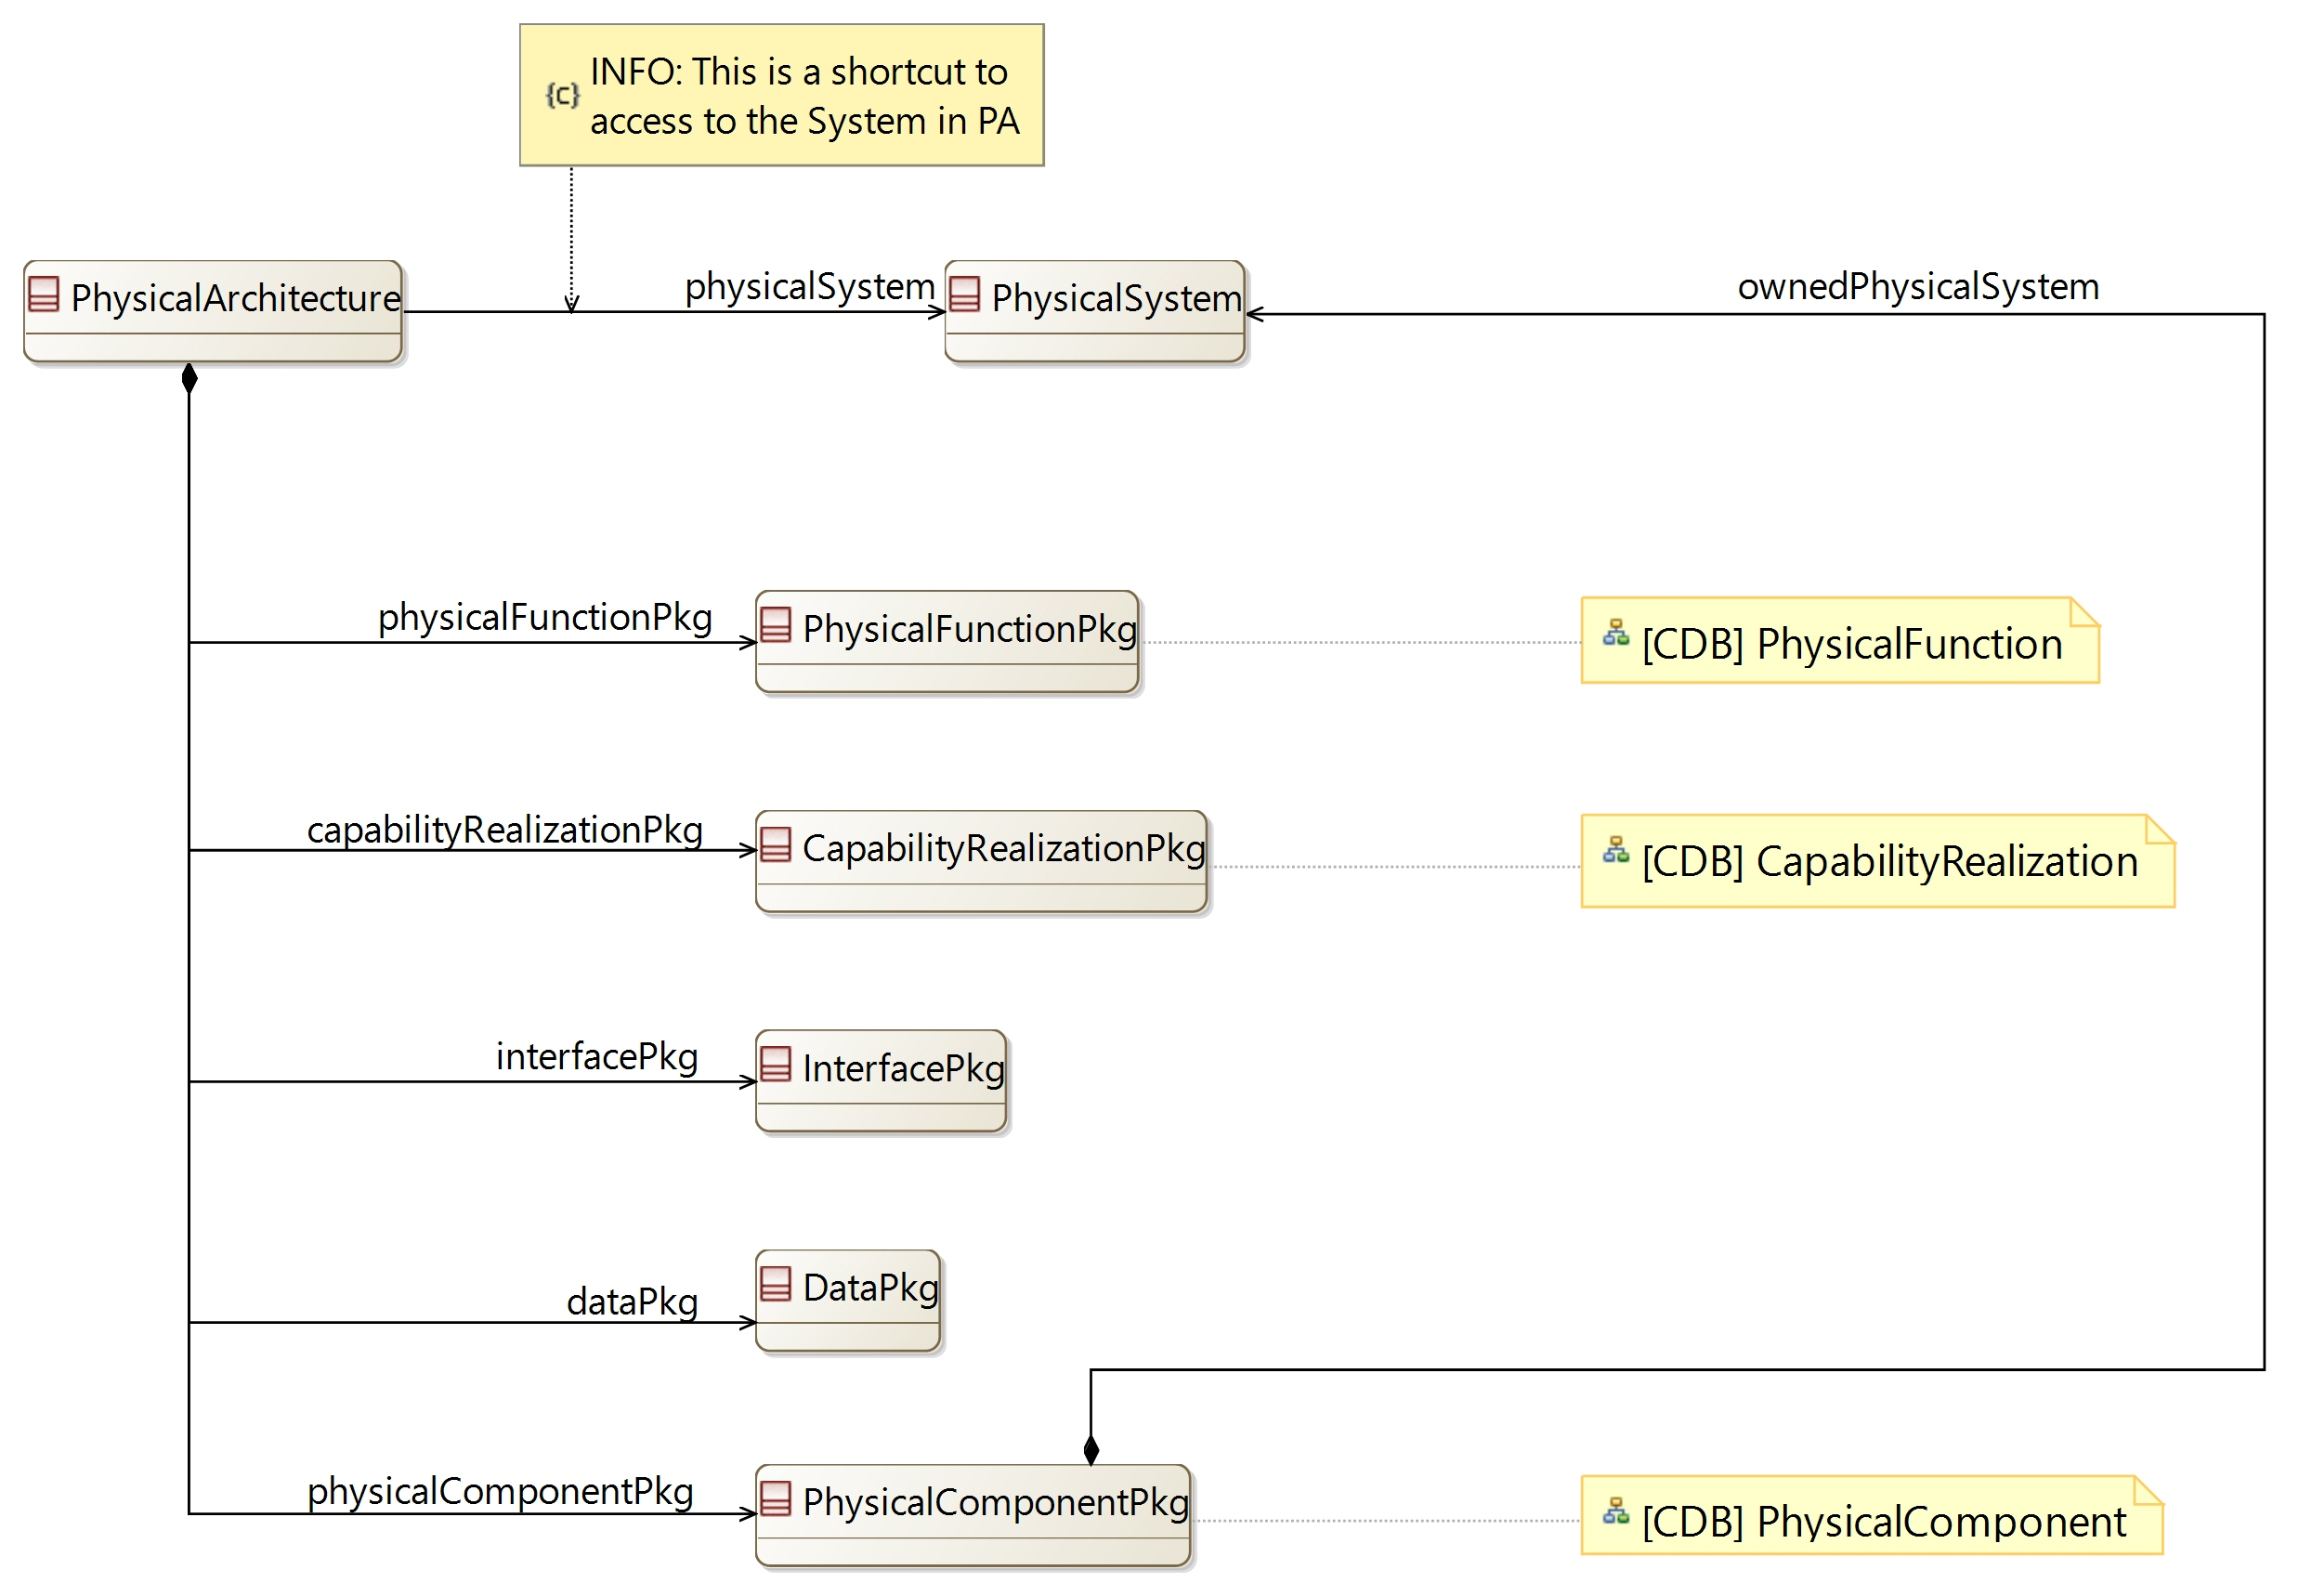 {c}
INFO: This is a shortcut to
access to the System in PA
PhysicalArchitecture
physicalSystem
PhysicalSystem
ownedPhysicalSystem
physicalFunctionPkg
PhysicalFunctionPkg
[CDB] PhysicalFunction
capabilityRealizationPkg
CapabilityRealizationPkg
[CDB] CapabilityRealization
interfacePkg
InterfacePkg
dataPkg
DataPkg
physicalComponentPkg
PhysicalComponentPkg
[CDB] PhysicalComponent